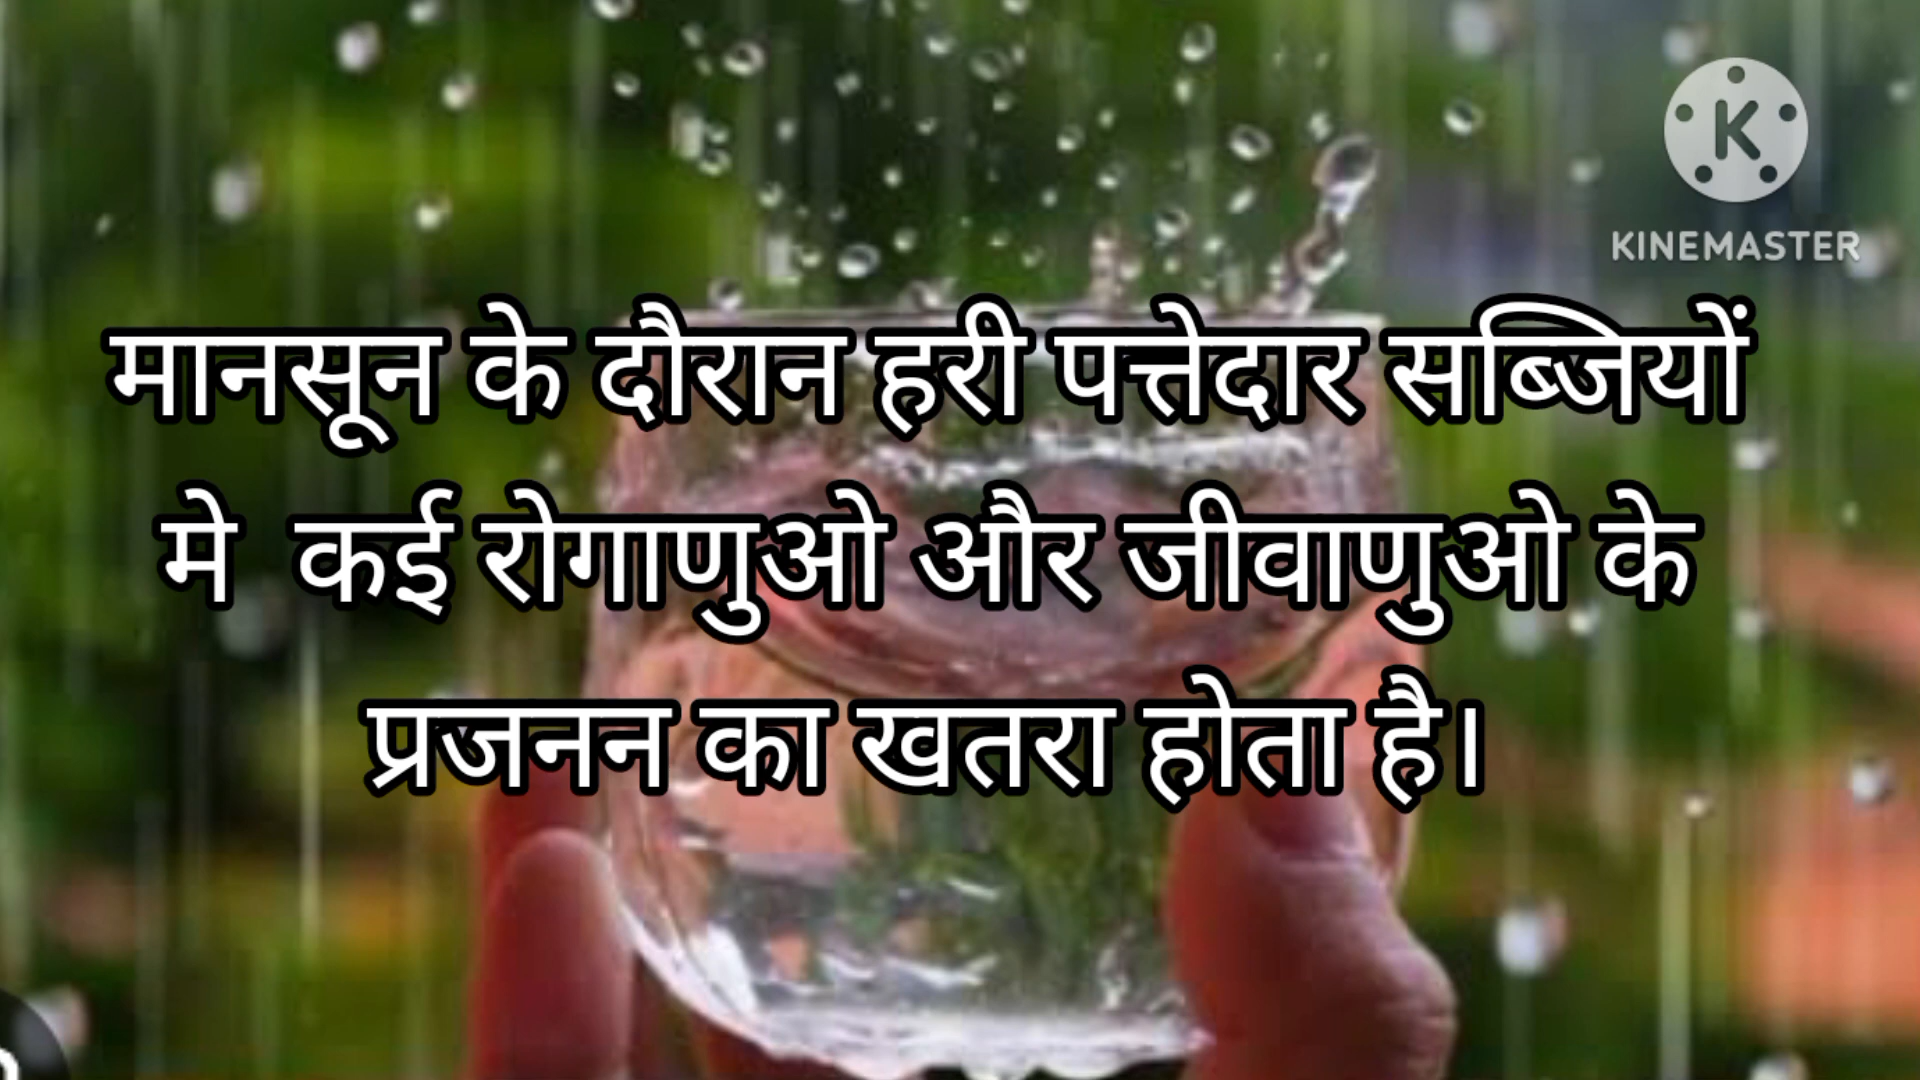 KINEMASTER
मानसून के दौरान हरी पत्तेदार सब्जियों
मे कई रोगाणुओ और जीवाणुओ के
प्रजनन का खतरा होता है।